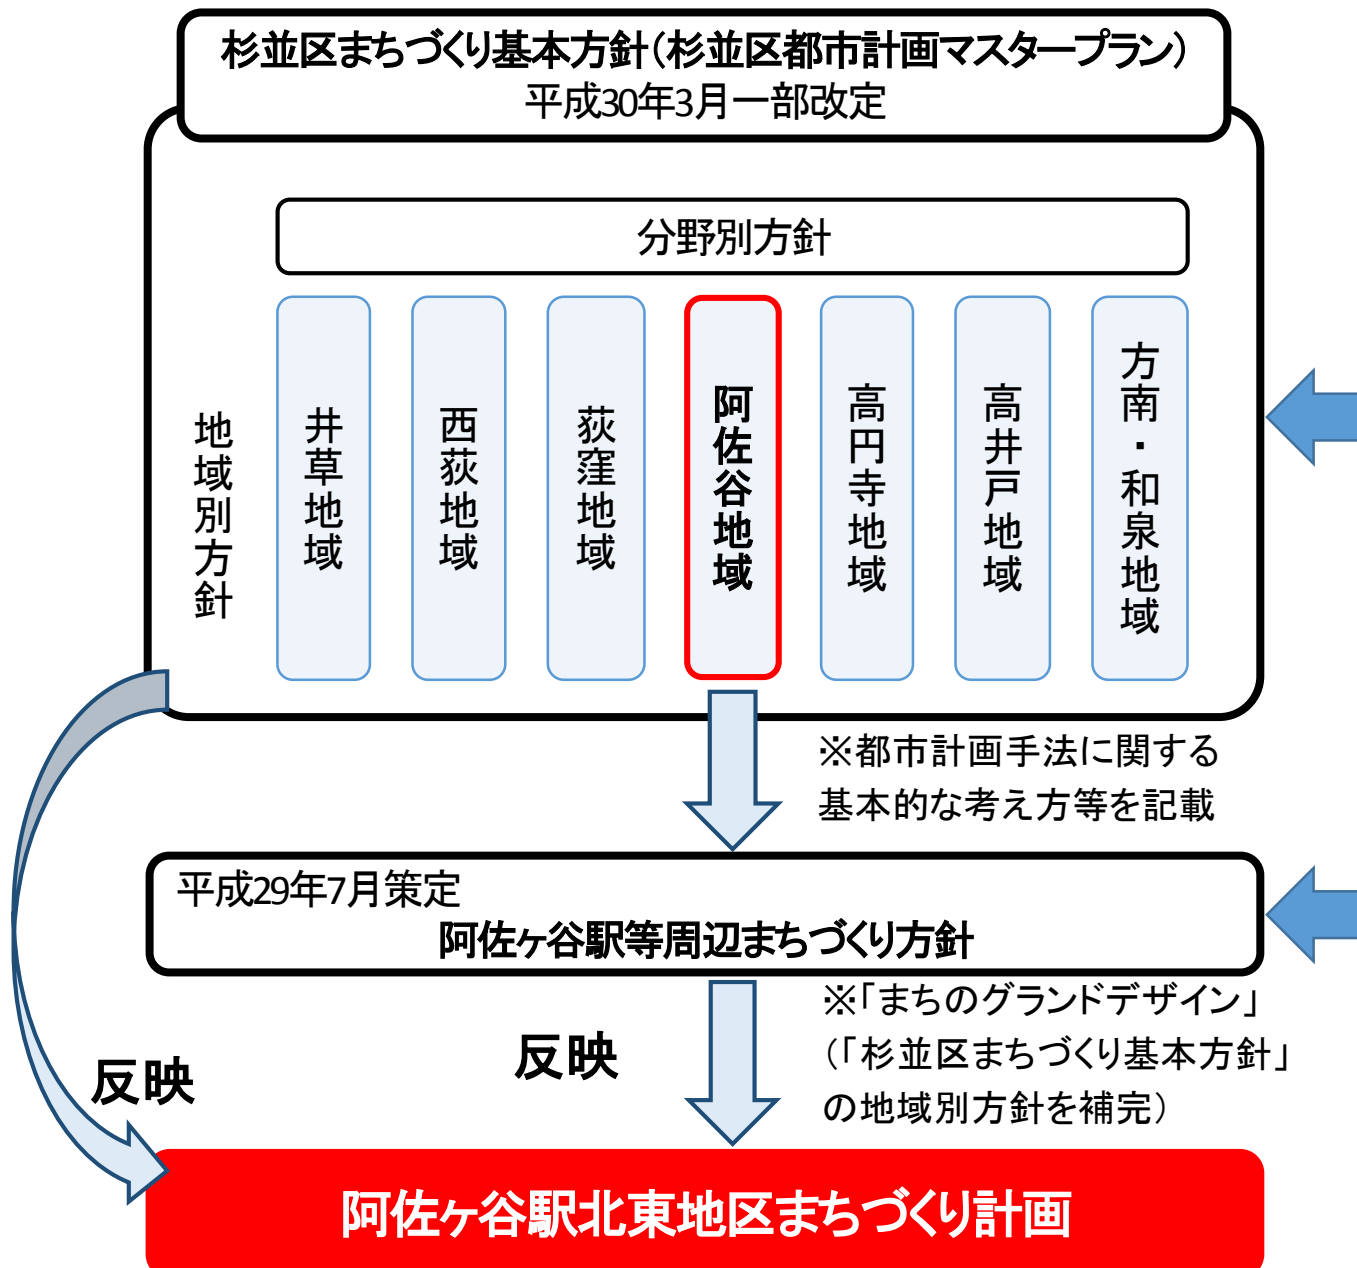 杉並区まちづくり基本方針（杉並区都市計画マスタープラン）
平成30年3月一部改定
分野別方針
地域別方針
井草地域
西荻地域
荻窪地域
阿佐谷地域
高円寺地域
高井戸地域
方南・和泉地域
※都市計画手法に関する
基本的な考え方等を記載
平成29年7月策定
阿佐ヶ谷駅等周辺まちづくり方針
※「まちのグランドデザイン」
（「杉並区まちづくり基本方針」
の地域別方針を補完）
反映
反映
阿佐ヶ谷駅北東地区まちづくり計画